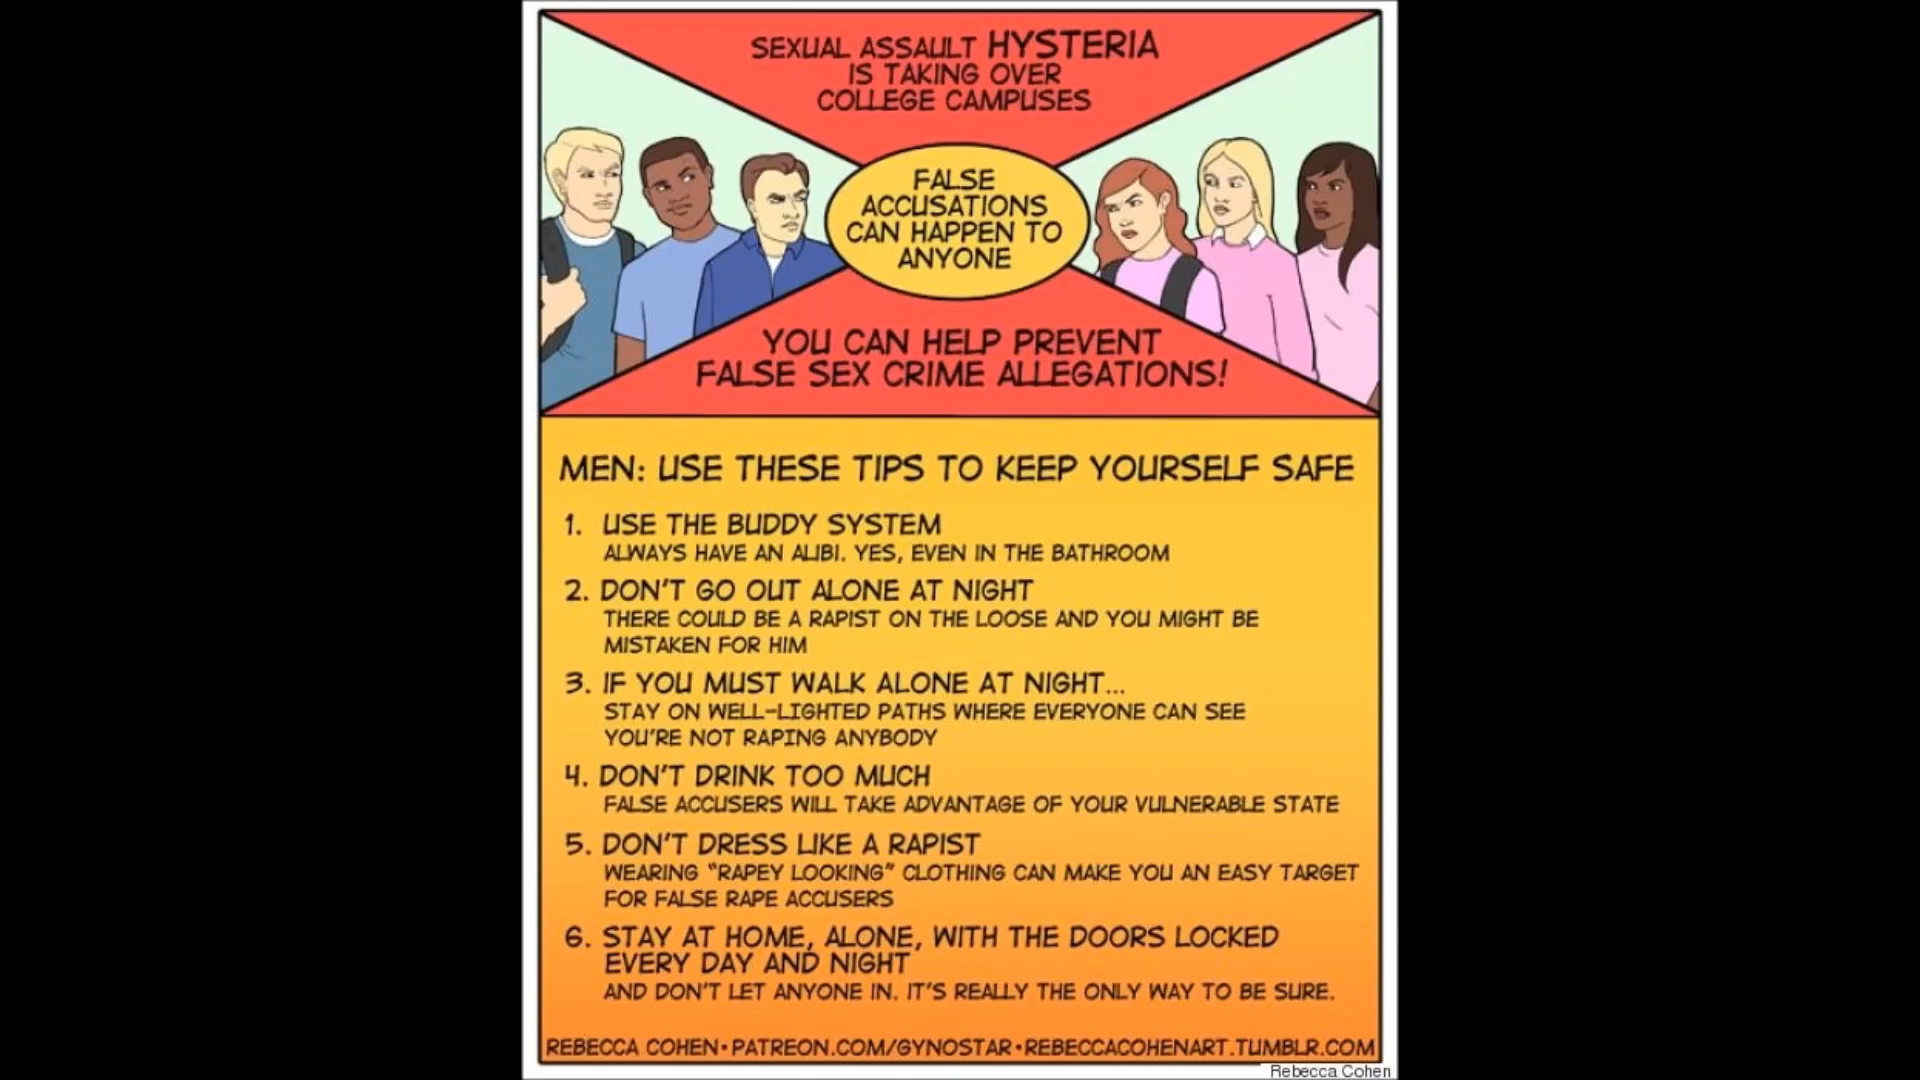 SEXUAL ASSAULT HYSTERIA
IS TAKING OVER
COLLEGE CAMPUSES
FALSE
ACCUSATIONS
CAN HAPPEN TO
ANYONE
YOU CAN HELP PREVENT
FALSE SEX CRIME ALLEGATIONS!
MEN: USE THESE TIPS TO KEEP YOURSELF SAFE
1. USE THE BUDDY SYSTEM
ALWAYS HAVE AN ALIBI. YES, EVEN IN THE BATHROOM
2. DON'T GO OUT ALONE AT NIGHT
THERE COULD BE A RAPIST ON THE LOOSE AND YOU MIGHT BE
MISTAKEN FOR HIM
3. IF YOU MUST WALK ALONE AT NIGHT...
STAY ON WELL-LIGHTED PATHS WHERE EVERYONE CAN SEE
YOU'RE NOT RAPING ANYBODY
4. DON'T DRINK TOO MUCH
FALSE ACCUSERS WILL TAKE ADVANTAGE OF YOUR VULNERABLE STATE
5. DON'T DRESS LIKE A RAPIST
WEARING "RAPEY LOOKING" CLOTHING CAN MAKE YOU AN EASY TARGET
FOR FALSE RAPE ACCUSERS
6. STAY AT HOME, ALONE, WITH THE DOORS LOCKED
EVERY DAY AND NIGHT
AND DON'T LET ANYONE IN. IT'S REALLY THE ONLY WAY TO BE SURE.
REBECCA COHEN•PATREON.COM/GYNOSTAR•REBECCACOHENART.TUMBLR.COM
Rebecca Cohen